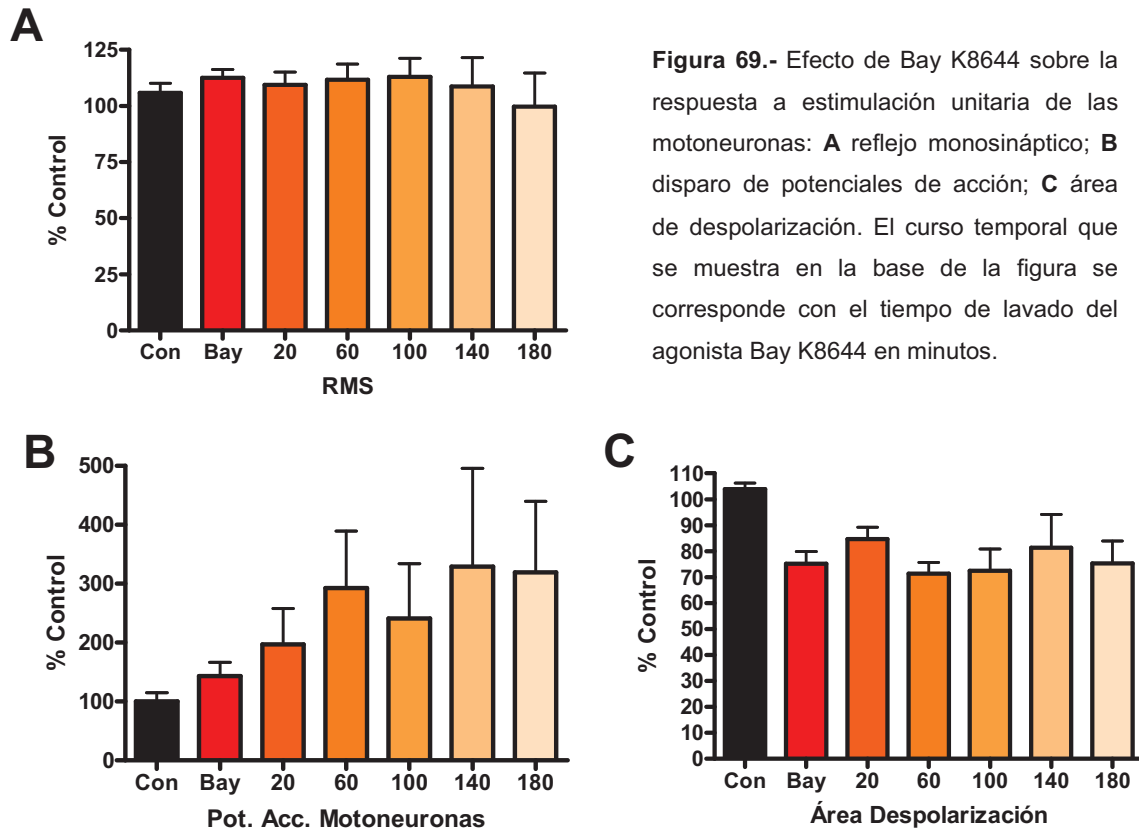 A
125
100
75
50
25
0
% Control
Con Bay 20 60 100 140 180
RMS
Figura 69.- Efecto de Bay K8644 sobre la
respuesta a estimulación unitaria de las
motoneuronas: A reflejo monosináptico; B
disparo de potenciales de acción; C área
de despolarización. El curso temporal que
se muestra en la base de la figura se
corresponde con el tiempo de lavado del
agonista Bay K8644 en minutos.
B
500
400
300
200
100
0
% Control
Con Bay 20 60 100 140 180
Pot. Acc. Motoneuronas
C
110
100
90
80
70
60
50
40
30
20
10
0
% Control
Con Bay 20 60 100 140 180
Área Despolarización